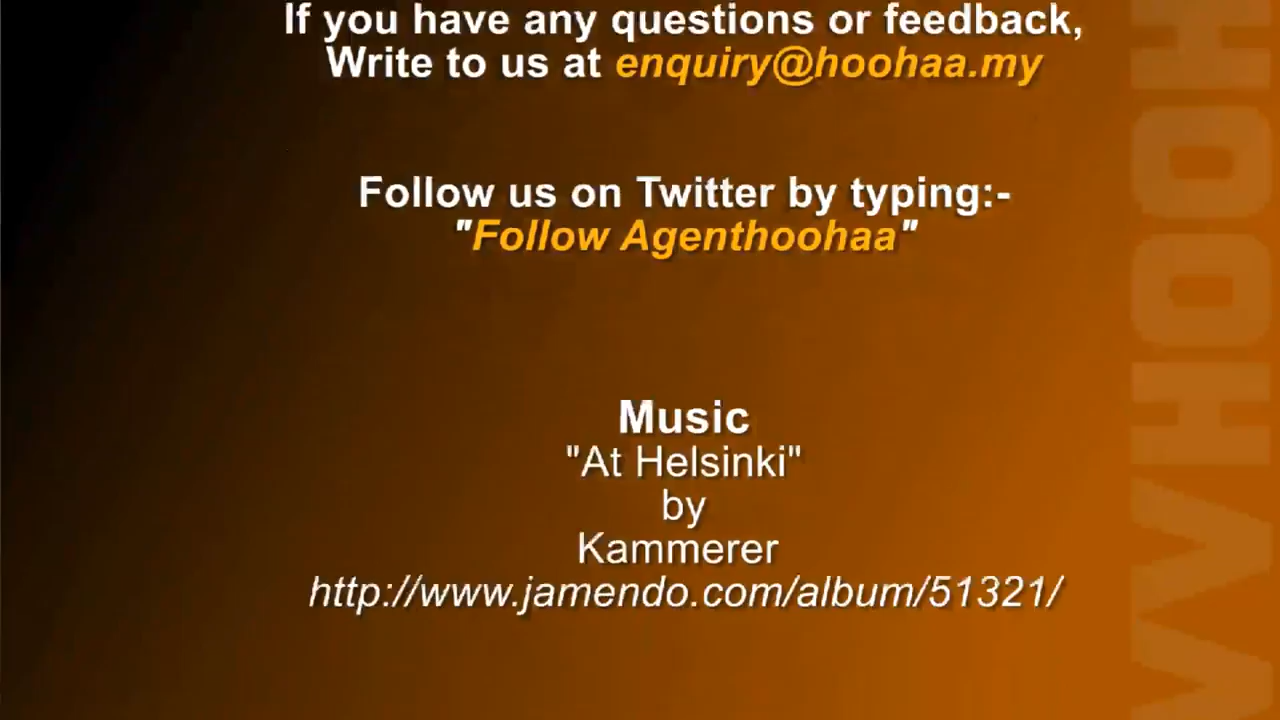 If you have any questions or feedback,
Write to us at enquiry@hoohaa.my
Follow us on Twitter by typing:-
"Follow Agenthoohaa"
Music
"At Helsinki"
by
Kammerer
http://www.jamendo.com/album/51321/
WHOOH